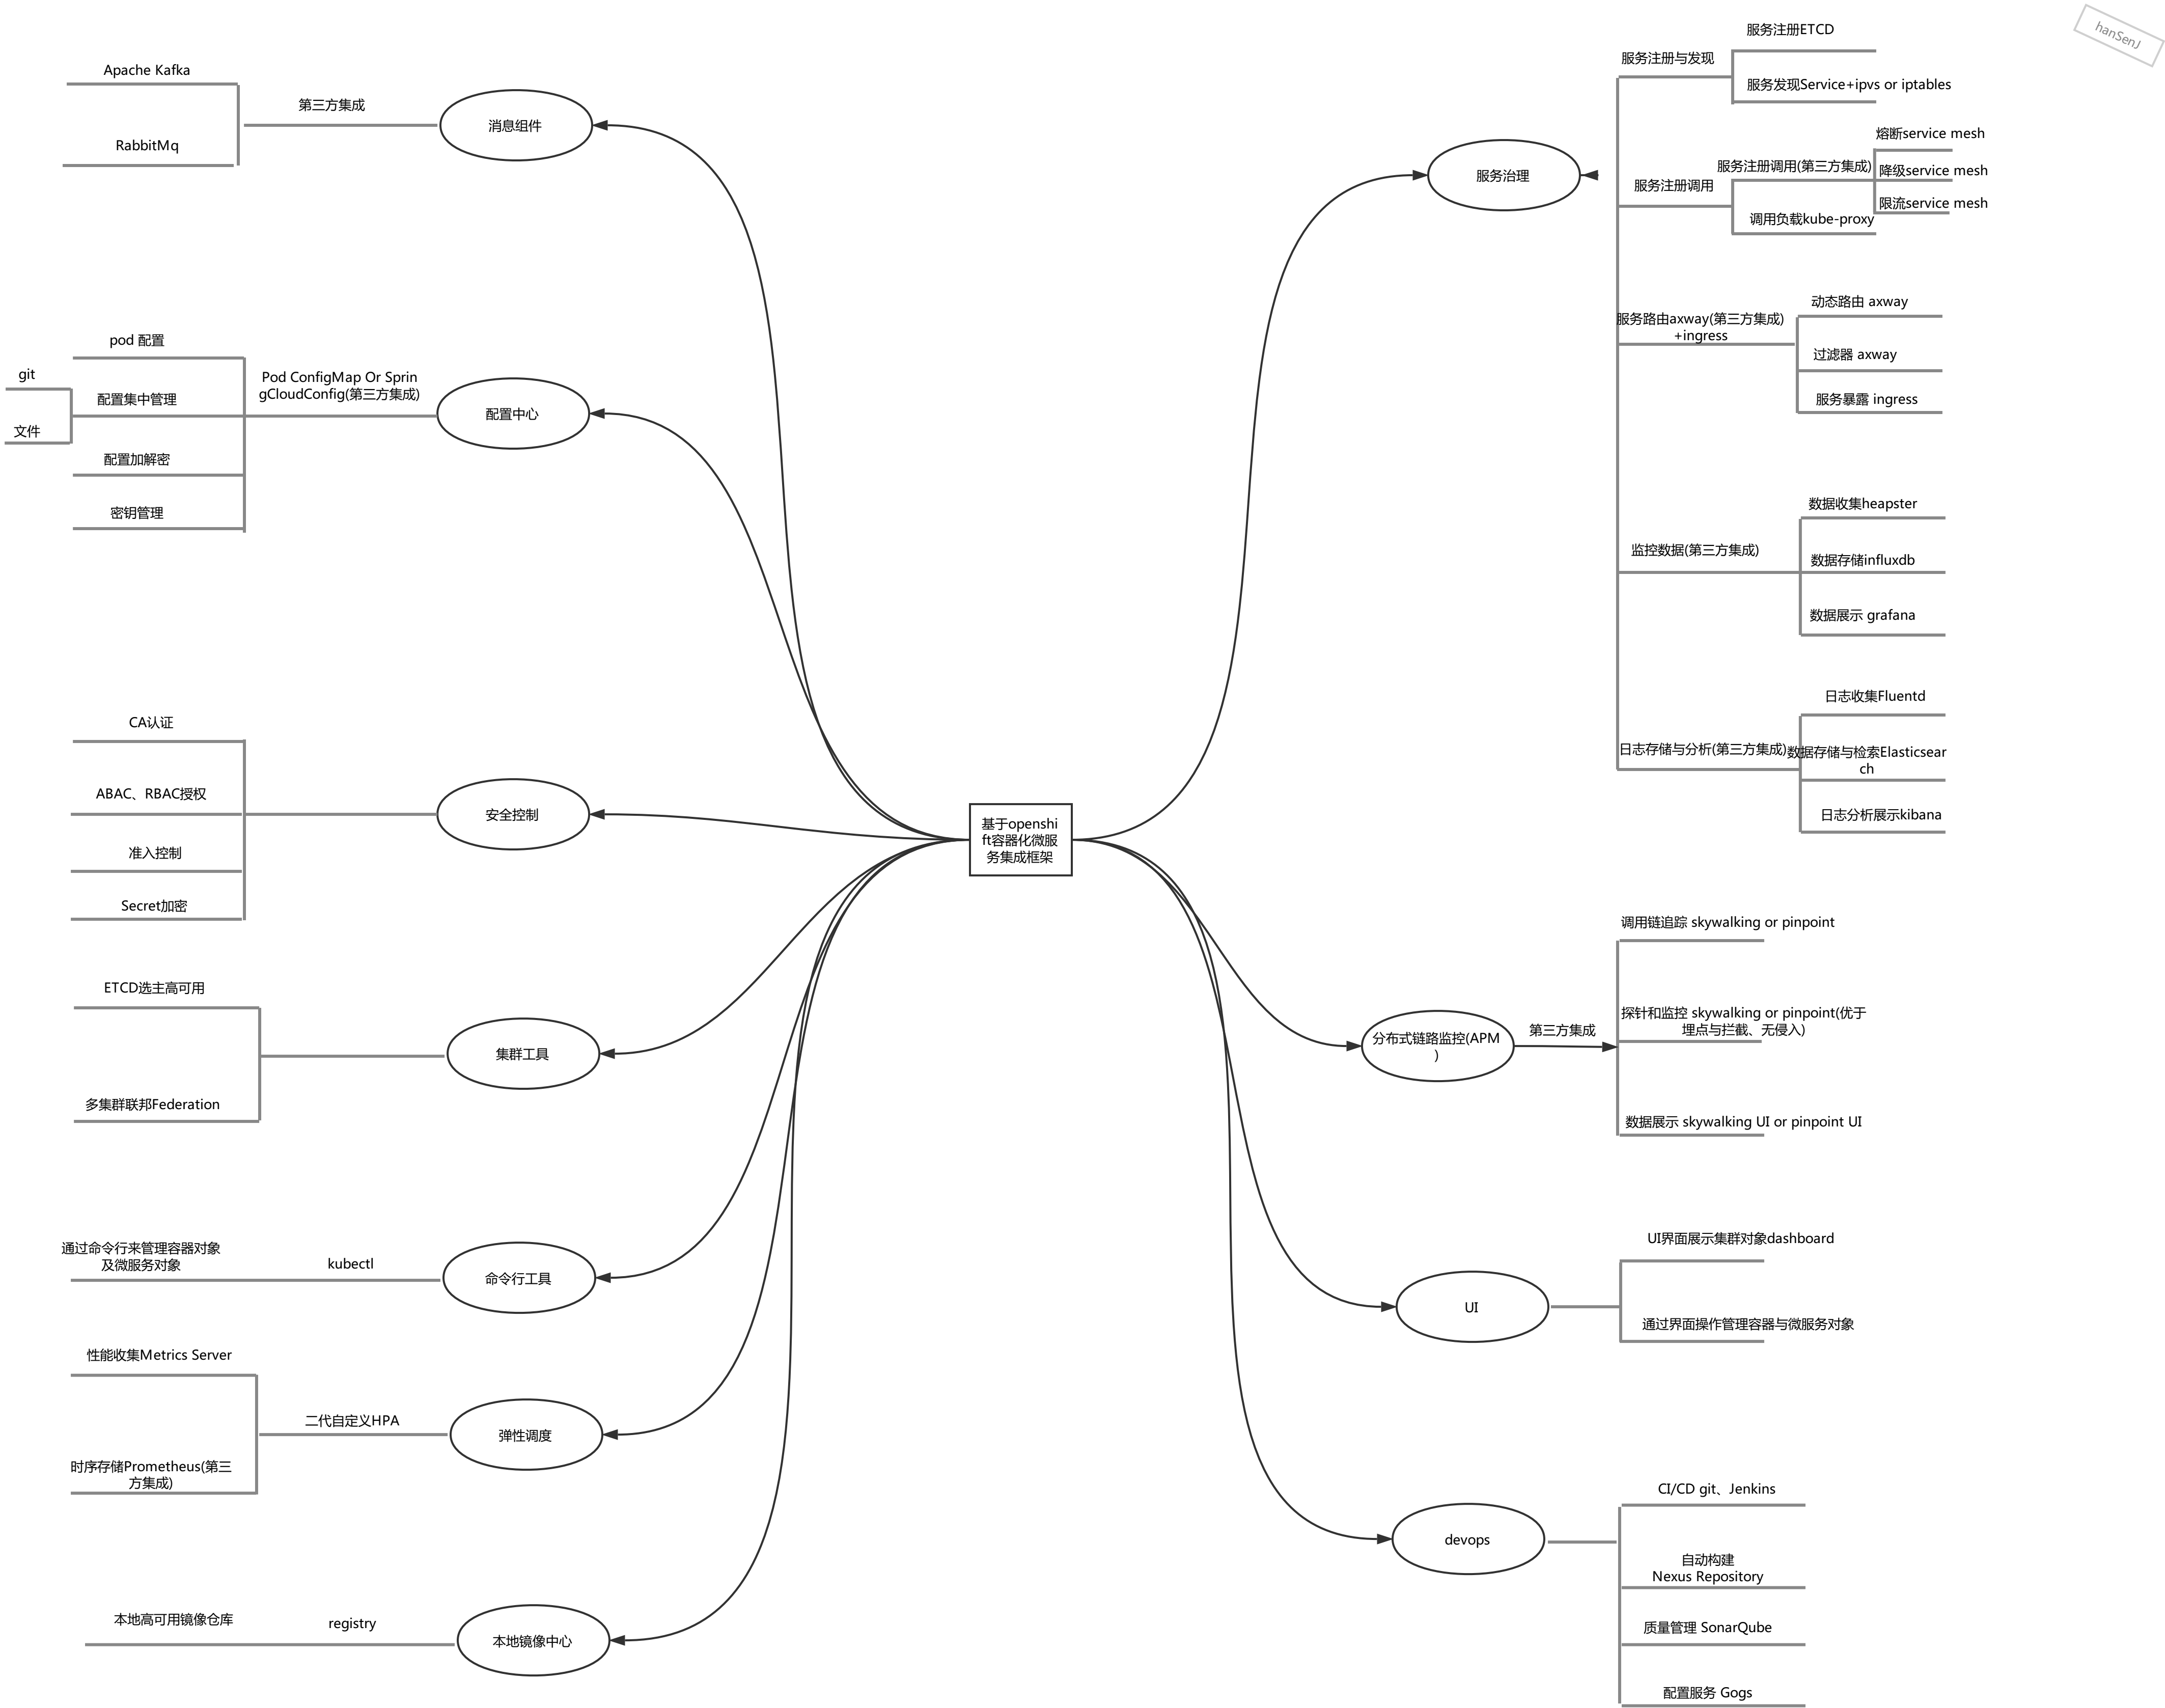 hanSenJ
基于openshi
ft容器化微服
务集成框架
消息组件
第三方集成
Apache Kafka
RabbitMq
配置中心
Pod ConfigMap Or Sprin
gCloudConfig(第三方集成)
pod 配置
配置集中管理
git
文件
配置加解密
密钥管理
安全控制
CA认证
ABAC、RBAC授权
准入控制
Secret加密
集群工具
ETCD选主高可用
多集群联邦Federation
命令行工具
kubectl
通过命令行来管理容器对象
及微服务对象
弹性调度
二代自定义HPA
性能收集Metrics Server
时序存储Prometheus(第三
方集成)
本地镜像中心
registry
本地高可用镜像仓库
服务治理
服务注册与发现
服务注册ETCD
服务发现Service+ipvs or iptables
服务注册调用
服务注册调用(第三方集成)
熔断service mesh
降级service mesh
限流service mesh
调用负载kube-proxy
服务路由axway(第三方集成)
+ingress
动态路由 axway
过滤器 axway
服务暴露 ingress
监控数据(第三方集成)
数据收集heapster
数据存储influxdb
数据展示 grafana
日志存储与分析(第三方集成)
日志收集Fluentd
数据存储与检索Elasticsear
ch
日志分析展示kibana
分布式链路监控(APM
)
第三方集成
调用链追踪 skywalking or pinpoint
探针和监控 skywalking or pinpoint(优于
埋点与拦截、无侵入)
数据展示 skywalking UI or pinpoint UI
UI
UI界面展示集群对象dashboard
通过界面操作管理容器与微服务对象
devops
CI/CD git、Jenkins
自动构建
Nexus Repository
质量管理 SonarQube
配置服务 Gogs